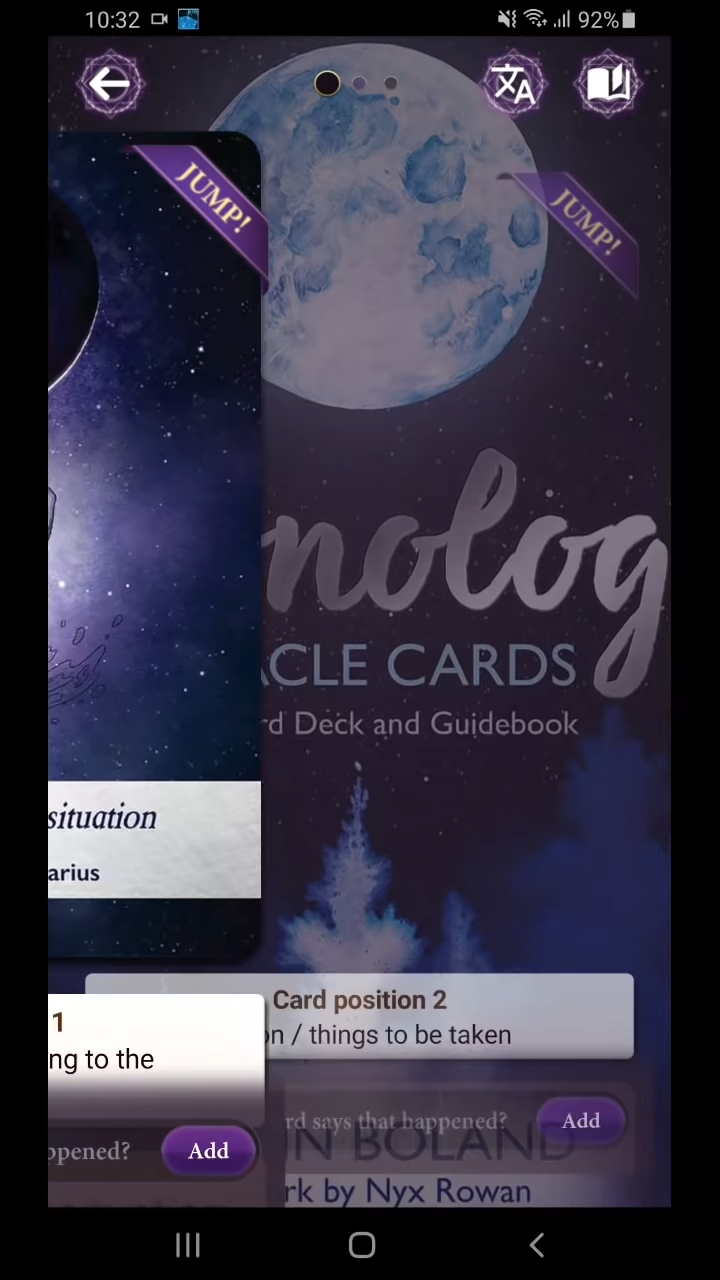 10:32
92%
文A
JUMP!
JUMP!
nolog
ACLE CARDS
rd Deck and Guidebook
situation
arius
Card position 2
on / things to be taken
1
ng to the
rd says that happened?
Add
ppened?
Add
IN BOLAND
rk by Nyx Rowan